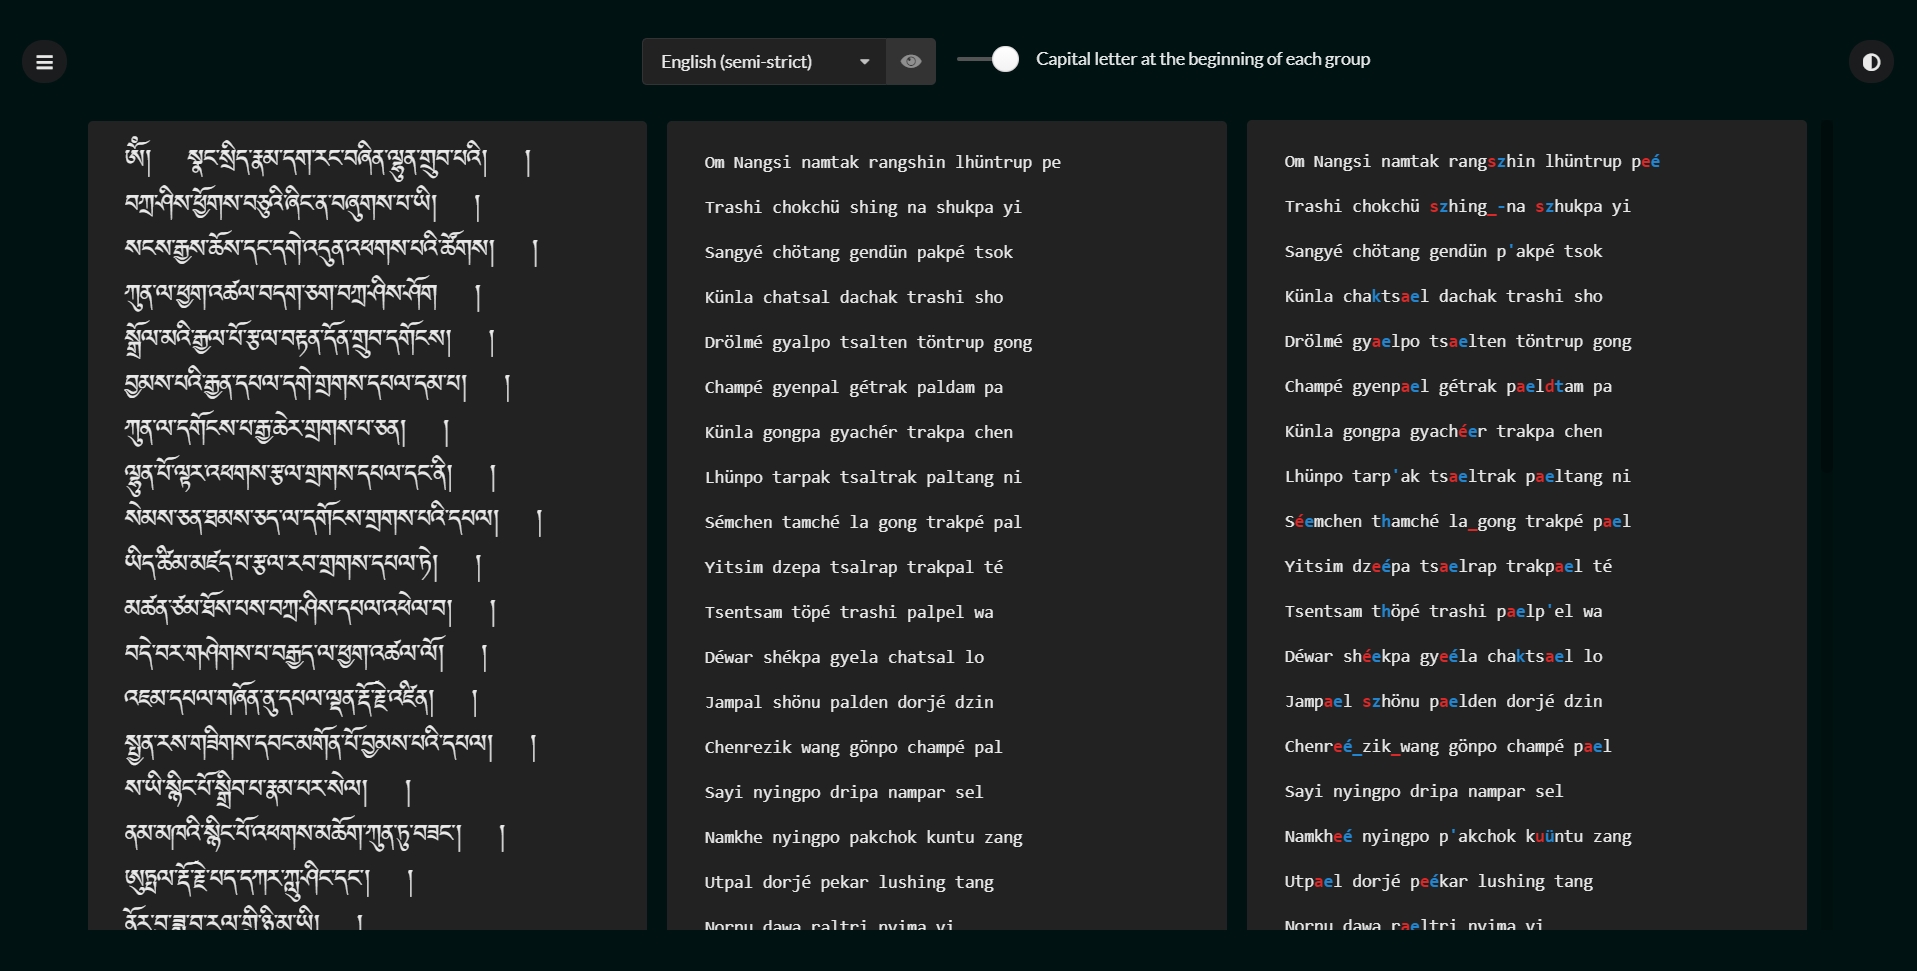 English (semi-strict)
Capital letter at the beginning of each group
ཨོཾ། སྣང་སྲིད་རྣམ་དག་རང་བཞིན་ལྷུན་གྲུབ་པའི། །
བཀྲ་ཤིས་ཕྱོགས་བཅུའི་ཞིང་ན་བཞུགས་པ་ཡི། །
སངས་རྒྱས་ཆོས་དང་དགེ་འདུན་འཕགས་པའི་ཚོགས། །
ཀུན་ལ་ཕྱག་འཚལ་བདག་ཅག་བཀྲ་ཤིས་ཤོག །
སྒྲོལ་མའི་རྒྱལ་པོ་རྩལ་བརྟན་དོན་གྲུབ་དགོངས། །
བྱམས་པའི་རྒྱན་དཔལ་དགེ་གྲགས་དཔལ་དམ་པ། །
ཀུན་ལ་དགོངས་པ་རྒྱ་ཆེར་གྲགས་པ་ཅན། །
ལྷུན་པོ་ལྟར་འཕགས་རྩལ་གྲགས་དཔལ་དང་ནི། །
སེམས་ཅན་ཐམས་ཅད་ལ་དགོངས་གྲགས་པའི་དཔལ། །
ཡིད་ཚིམ་མཛད་པ་རྩལ་རབ་གྲགས་དཔལ་ཏེ། །
མཚན་ཙམ་ཐོས་པས་བཀྲ་ཤིས་དཔལ་འཕེལ་བ། །
བདེ་བར་གཤེགས་པ་བརྒྱད་ལ་ཕྱག་འཚལ་ལོ། །
འཇམ་དཔལ་གཞོན་ནུ་དཔལ་ལྡན་རྡོ་རྗེ་འཛིན། །
སྤྱན་རས་གཟིགས་དབང་མགོན་པོ་བྱམས་པའི་དཔལ། །
ས་ཡི་སྙིང་པོ་སྒྲིབ་པ་རྣམ་པར་སེལ། །
ནམ་མཁའི་སྙིང་པོ་འཕགས་མཆོག་ཀུན་ཏུ་བཟང་། །
ཨུཏྤལ་རྡོ་རྗེ་པད་དཀར་ཀླུ་ཤིང་དང་། །
ནོར་བུ་ཟླ་བ་རལ་གྲི་ཉི་མ་ཡི། །
Om Nangsi namtak rangshin lhüntrup pe
Trashi chokchü shing na shukpa yi
Sangyé chötang gendün pakpé tsok
Künla chatsal dachak trashi sho
Drölmé gyalpo tsalten töntrup gong
Champé gyenpal gétrak paldam pa
Künla gongpa gyachér trakpa chen
Lhünpo tarpak tsaltrak paltang ni
Sémchen tamché la gong trakpé pal
Yitsim dzepa tsalrap trakpal té
Tsentsam töpé trashi palpel wa
Déwar shékpa gyela chatsal lo
Jampal shönu palden dorjé dzin
Chenrezik wang gönpo champé pal
Sayi nyingpo dripa nampar sel
Namkhe nyingpo pakchok kuntu zang
Utpal dorjé pekar lushing tang
Norpu dawa raltri nyima yi
Om Nangsi namtak rangszhin lhüntrup peé
Trashi chokchü szhing_-na szhukpa yi
Sangyé chötang gendün p'akpé tsok
Künla chaktsael dachak trashi sho
Drölmé gyaelpo tsaelten töntrup gong
Champé gyenpael gétrak paeldtam pa
Künla gongpa gyachéer trakpa chen
Lhünpo tarp'ak tsaeltrak paeltang ni
Séemchen thamché la_gong trakpé pael
Yitsim dzeépa tsaelrap trakpael té
Tsentsam thöpé trashi paelp'el wa
Déwar shéekpa gyeéla chaktsael lo
Jampael szhönu paelden dorjé dzin
Chenreé_zik_wang gönpo champé pael
Sayi nyingpo dripa nampar sel
Namkheé nyingpo p'akchok kuüntu zang
Utpael dorjé peékar lushing tang
Norpu dawa raeltri nyima yi